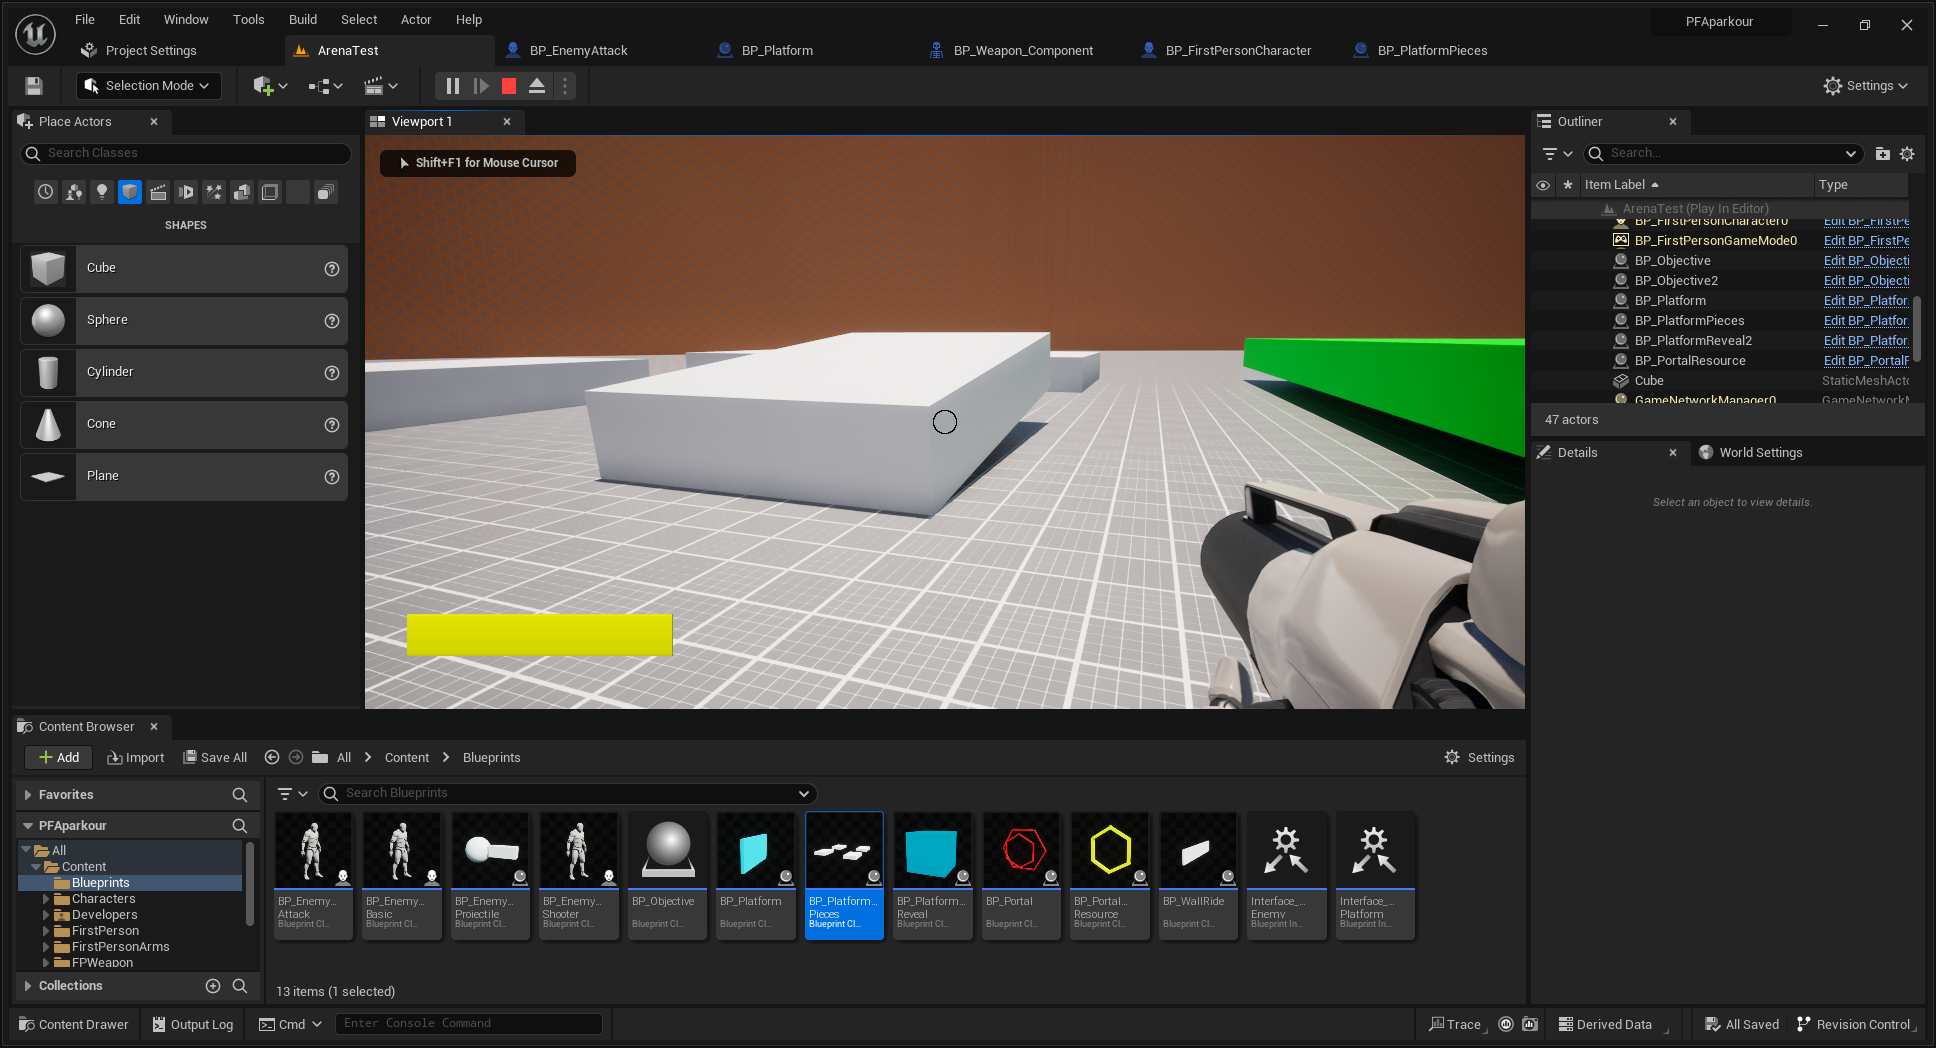 File Edit Window Tools Build Select Actor Help
PFAparkour
Project Settings
ArenaTest
BP_EnemyAttack
BP_Platform
BP_Weapon_Component
BP_FirstPersonCharacter
BP_PlatformPieces
Selection Mode
Settings
Place Actors
Viewport 1
Outliner
Search Classes
Shift+F1 for Mouse Cursor
Search...
Item Label
Type
SHAPES
ArenaTest (Play In Editor)
BP_FirstPersonCharacter0 Edit BP_FirstPe
BP_FirstPersonGameMode0 Edit BP_FirstPe
BP_Objective Edit BP_Objecti
BP_Objective2 Edit BP_Objecti
BP_Platform Edit BP_Platfor
BP_PlatformPieces Edit BP_Platfor
BP_PlatformReveal2 Edit BP_Platfor
BP_PortalResource Edit BP_PortalR
Cube StaticMeshActo
GameNetworkManager0 GameNetworkM
47 actors
Cube
Sphere
Cylinder
Cone
Plane
Details
World Settings
Select an object to view details.
Content Browser
Add
Import
Save All
All
Content
Blueprints
Settings
Favorites
Search Blueprints
PFAparkour
All
Content
Blueprints
Characters
Developers
FirstPerson
FirstPersonArms
FPWeapon
Collections
BP_Enemy...
Attack
Blueprint Cl...
BP_Enemy...
Basic
Blueprint Cl...
BP_Enemy...
Projectile
Blueprint Cl...
BP_Enemy...
Shooter
Blueprint Cl...
BP_Objective
Blueprint Cl...
BP_Platform
Blueprint Cl...
BP_Platform...
Pieces
Blueprint Cl...
BP_Platform...
Reveal
Blueprint Cl...
BP_Portal
Blueprint Cl...
BP_Portal...
Resource
Blueprint Cl...
BP_WallRide
Blueprint Cl...
Interface_...
Enemy
Blueprint In...
Interface_...
Platform
Blueprint In...
13 items (1 selected)
Content Drawer
Output Log
Cmd
Enter Console Command
Trace
Derived Data
All Saved
Revision Control